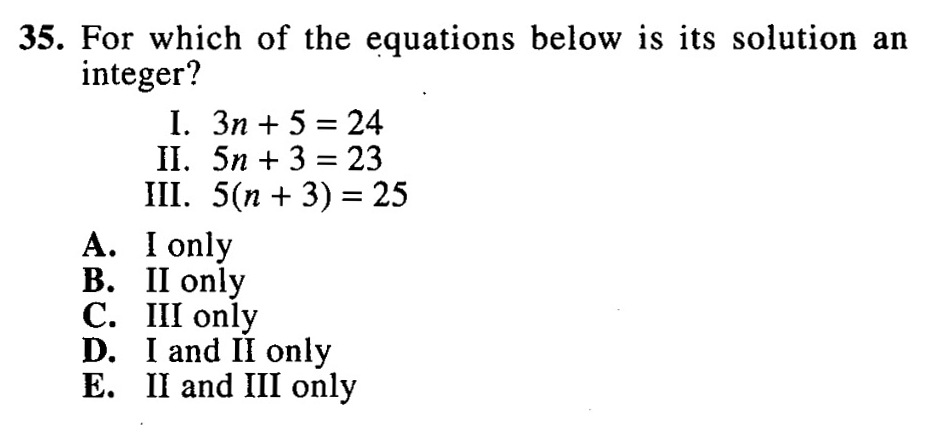 35. For which of the equations below is its solution an
integer?
I. 3n + 5 = 24
II. 5n + 3 = 23
III. 5(n + 3) = 25
A. I only
B. II only
C. III only
D. I and II only
E. II and III only